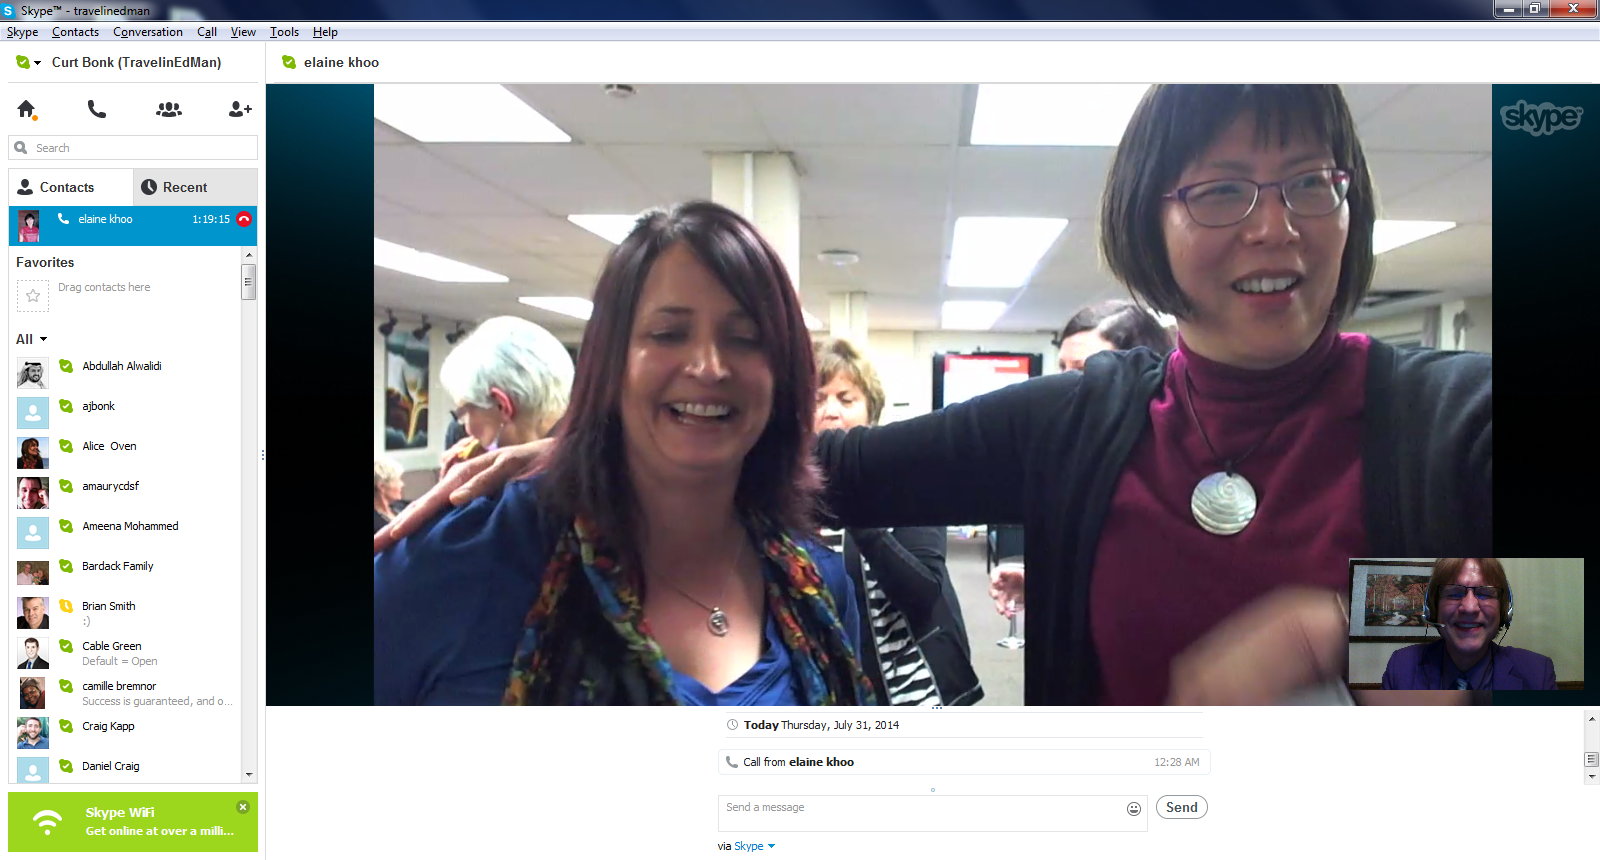 Skype™ - travelinedman
Skype Contacts Conversation Call View Tools Help
Curt Bonk (TravelinEdMan)
elaine khoo
Search
Contacts
Recent
elaine khoo 1:19:15
Favorites
Drag contacts here
All
Abdullah Alwalidi
ajbonk
Alice Oven
amaurycdsf
Ameena Mohammed
Bardack Family
Brian Smith
:)
Cable Green
Default = Open
camille bremnor
Success is guaranteed, and o...
Craig Kapp
Daniel Craig
Skype WiFi
Get online at over a milli...
skype™
Today Thursday, July 31, 2014
Call from elaine khoo 12:28 AM
Send a message
Send
via Skype